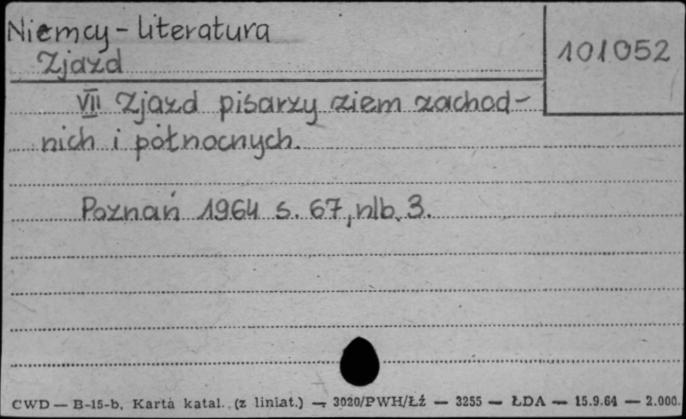 Niemcy - literatura
Zjazd
101052
VII Zjazd pisarzy ziem zachod-
nich i północnych.
Poznań 1964 s. 67, nlb. 3.
CWD — B-15-b. Karta katal. (z liniat.) — 3020/PWH/Łź — 3255 — ŁDA — 15.9.64 — 2.000.